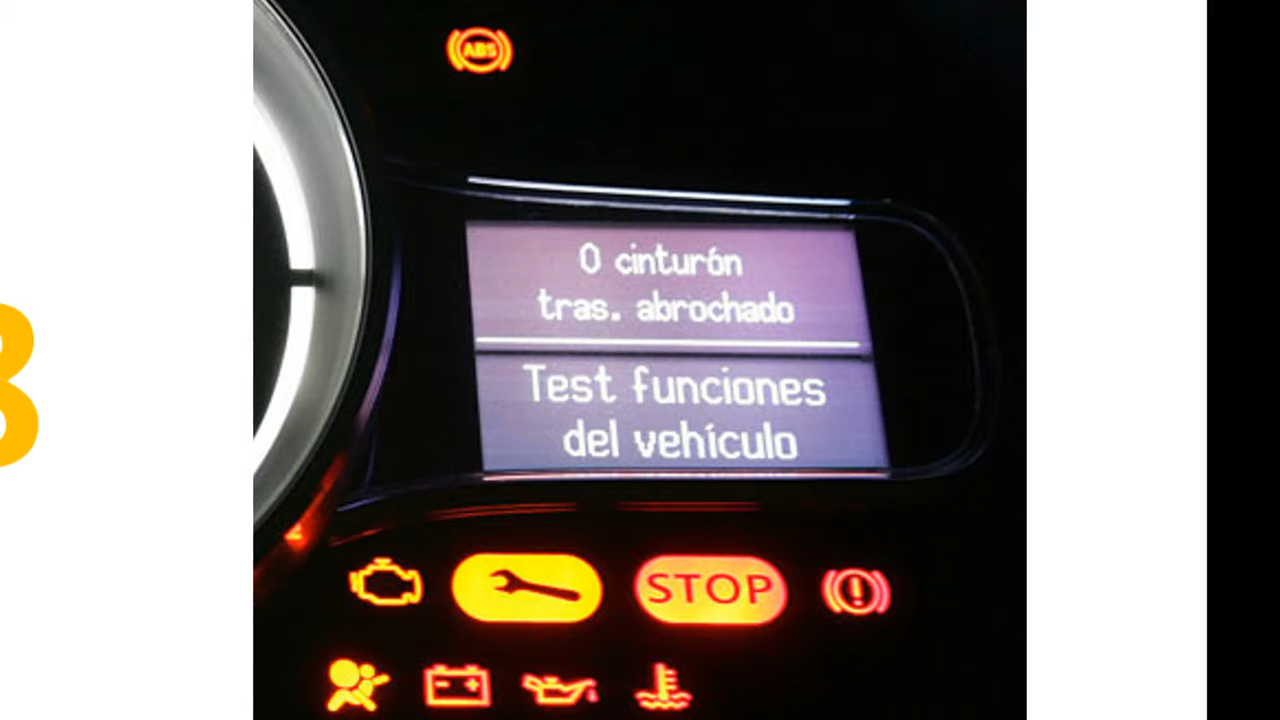 ABS
0 cinturón
tras. abrochado
Test funciones
del vehículo
STOP